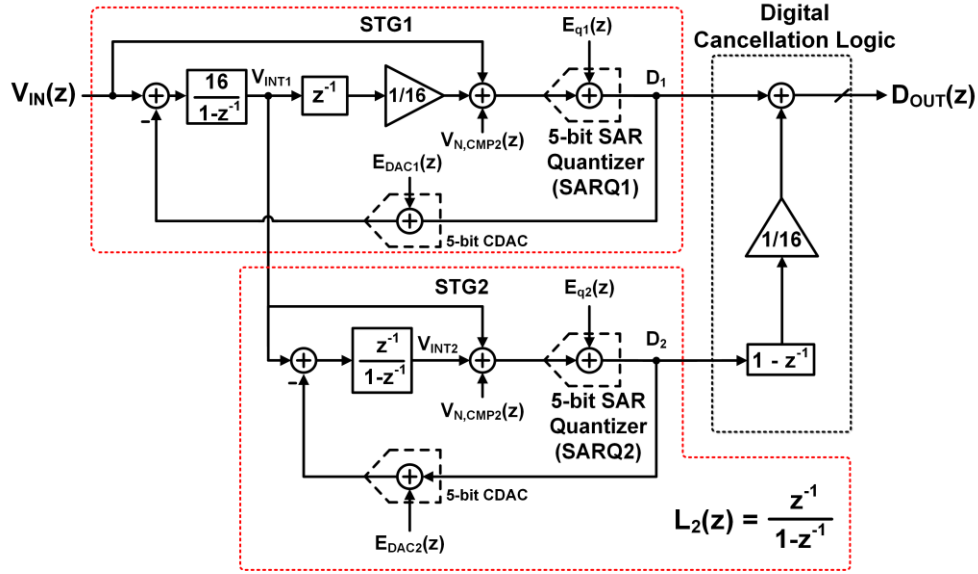 Digital
Cancellation Logic
STG1
E_q1(z)
V_IN(z)
16
1-z^-1
V_INT1
z^-1
1/16
D_1
D_OUT(z)
-
V_N,CMP2(z)
5-bit SAR
Quantizer
(SARQ1)
E_DAC1(z)
5-bit CDAC
1/16
STG2
E_q2(z)
z^-1
1-z^-1
V_INT2
D_2
1 - z^-1
-
V_N,CMP2(z)
5-bit SAR
Quantizer
(SARQ2)
5-bit CDAC
E_DAC2(z)
L_2(z) = z^-1
1-z^-1